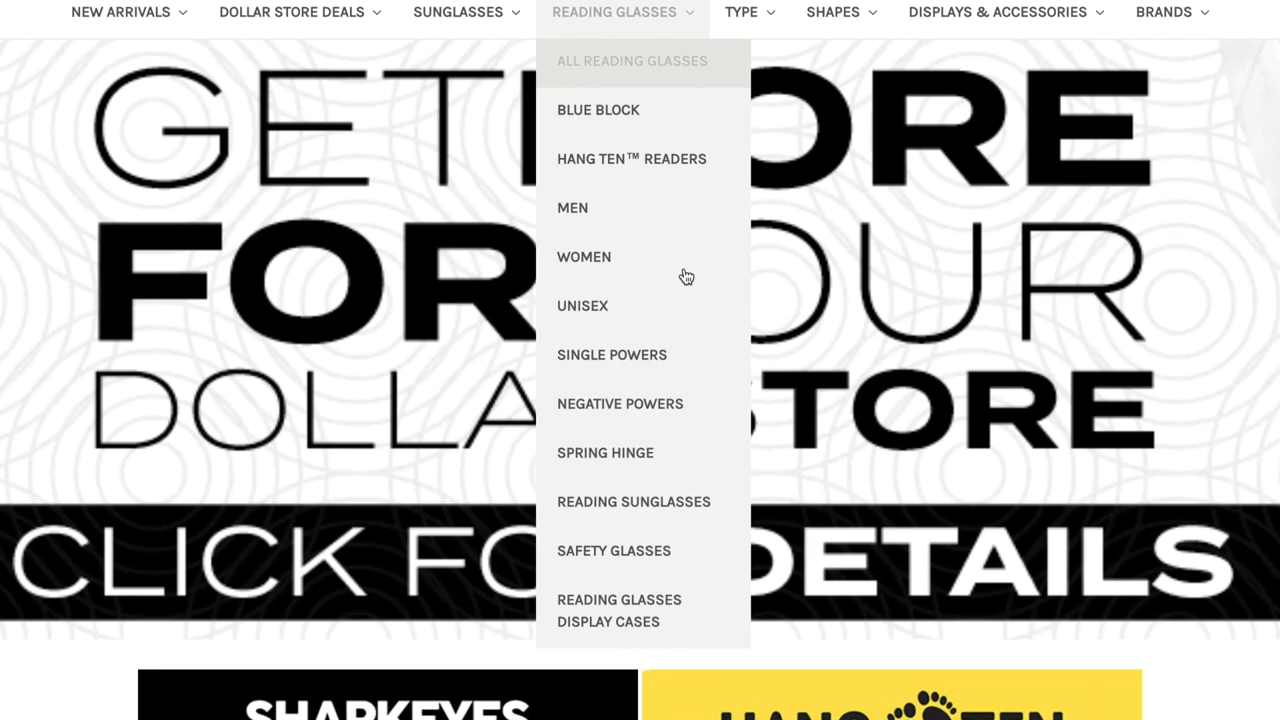 NEW ARRIVALS DOLLAR STORE DEALS SUNGLASSES READING GLASSES TYPE SHAPES DISPLAYS & ACCESSORIES BRANDS
ALL READING GLASSES
BLUE BLOCK
HANG TEN™ READERS
MEN
WOMEN
UNISEX
SINGLE POWERS
NEGATIVE POWERS
SPRING HINGE
READING SUNGLASSES
SAFETY GLASSES
READING GLASSES
DISPLAY CASES
GET ORE
FOR OUR
DOLLA STORE
CLICK FO DETAILS
SHARKEYES
HANG TEN